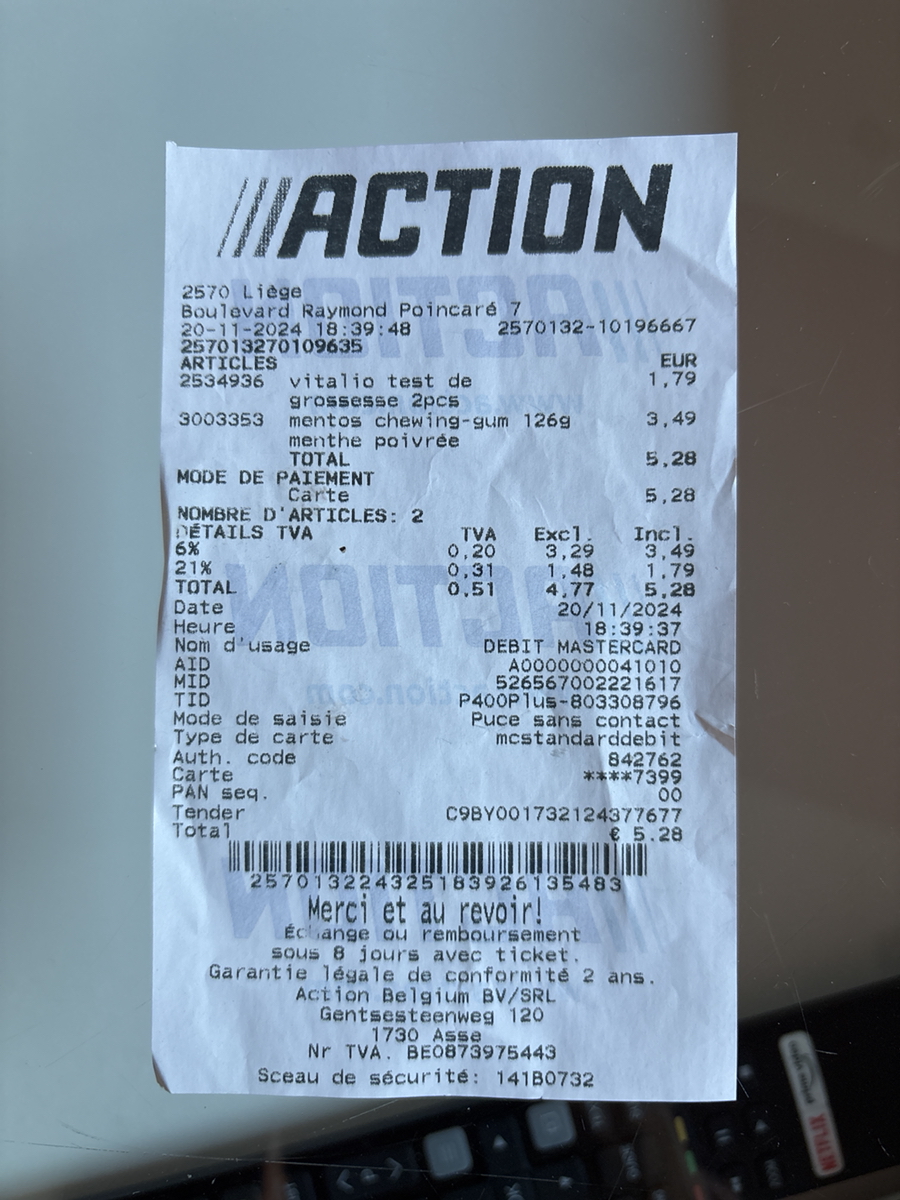 ACTION
2570 Liège
Boulevard Raymond Poincaré 7
20-11-2024 18:39:48 2570132-10196667
257013270109635
ARTICLES EUR
2534936 vitalio test de 1,79
grossesse 2pcs
3003353 mentos chewing-gum 126g 3,49
menthe poivrée
TOTAL 5,28
MODE DE PAIEMENT
Carte 5,28
NOMBRE D'ARTICLES: 2
DÉTAILS TVA TVA Excl. Incl.
6% 0,20 3,29 3,49
21% 0,31 1,48 1,79
TOTAL 0,51 4,77 5,28
Date 20/11/2024
Heure 18:39:37
Nom d'usage DEBIT MASTERCARD
AID A0000000041010
MID 526567002221617
TID P400Plus-803308796
Mode de saisie Puce sans contact
Type de carte mcstandarddebit
Auth. code 842762
Carte ****7399
PAN seq. 00
Tender C9BY001732124377677
Total € 5.28
257013224325183926135483
Merci et au revoir!
Échange ou remboursement
sous 8 jours avec ticket.
Garantie légale de conformité 2 ans.
Action Belgium BV/SRL
Gentsesteenweg 120
1730 Asse
Nr TVA. BE0873975443
Sceau de sécurité: 141B0732
prime video
NETFLIX